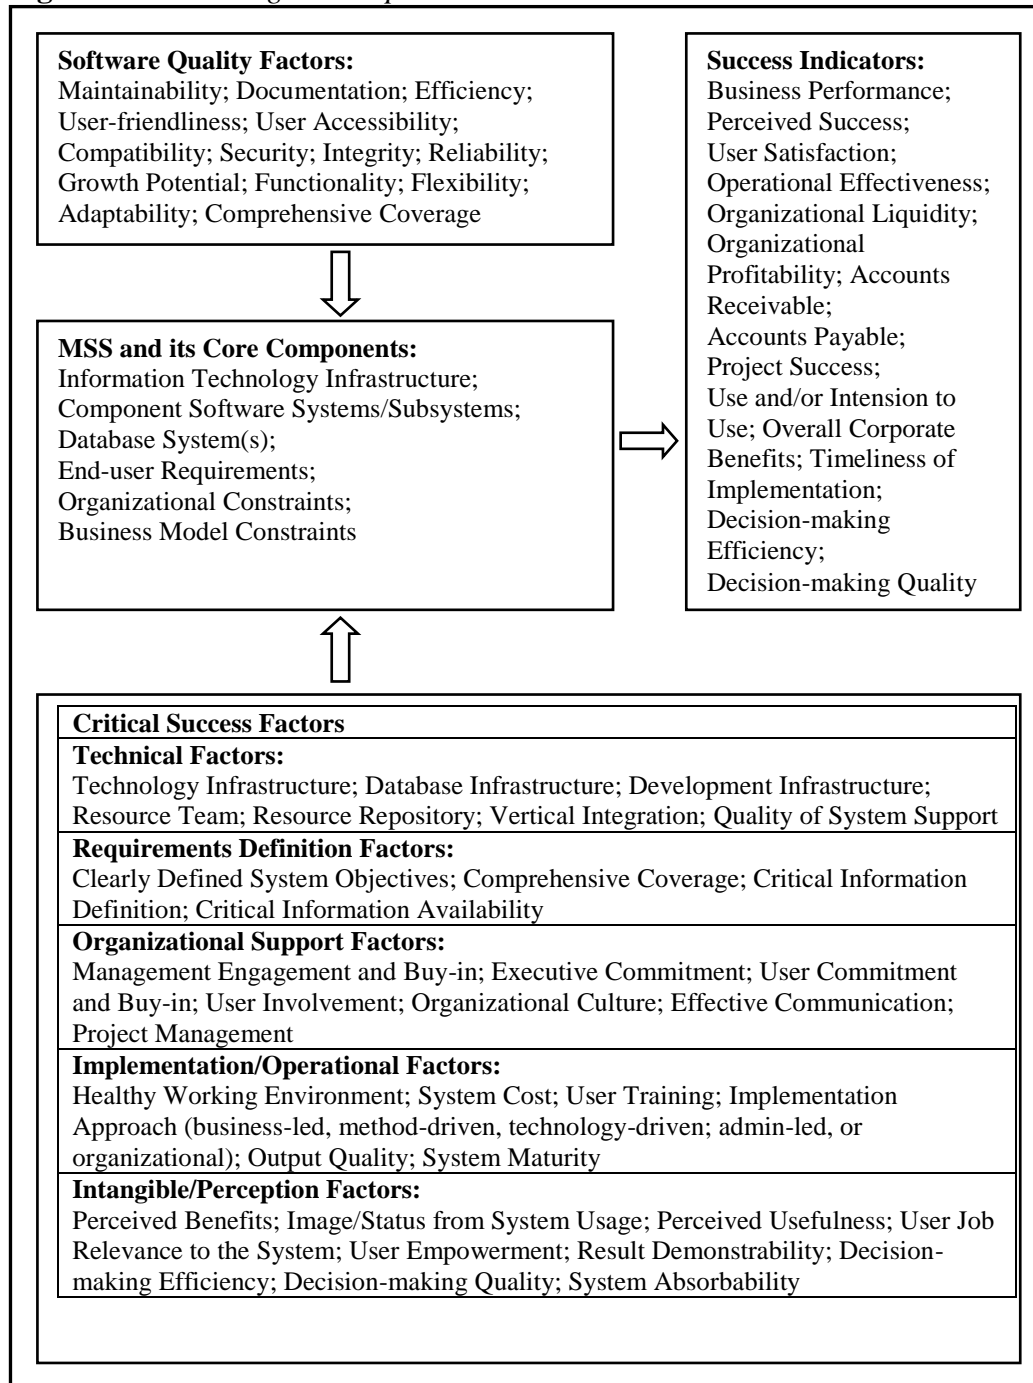 Software Quality Factors:
Maintainability; Documentation; Efficiency;
User-friendliness; User Accessibility;
Compatibility; Security; Integrity; Reliability;
Growth Potential; Functionality; Flexibility;
Adaptability; Comprehensive Coverage
MSS and its Core Components:
Information Technology Infrastructure;
Component Software Systems/Subsystems;
Database System(s);
End-user Requirements;
Organizational Constraints;
Business Model Constraints
Success Indicators:
Business Performance;
Perceived Success;
User Satisfaction;
Operational Effectiveness;
Organizational Liquidity;
Organizational
Profitability; Accounts
Receivable;
Accounts Payable;
Project Success;
Use and/or Intension to
Use; Overall Corporate
Benefits; Timeliness of
Implementation;
Decision-making
Efficiency;
Decision-making Quality
Critical Success Factors
Technical Factors:
Technology Infrastructure; Database Infrastructure; Development Infrastructure;
Resource Team; Resource Repository; Vertical Integration; Quality of System Support
Requirements Definition Factors:
Clearly Defined System Objectives; Comprehensive Coverage; Critical Information
Definition; Critical Information Availability
Organizational Support Factors:
Management Engagement and Buy-in; Executive Commitment; User Commitment
and Buy-in; User Involvement; Organizational Culture; Effective Communication;
Project Management
Implementation/Operational Factors:
Healthy Working Environment; System Cost; User Training; Implementation
Approach (business-led, method-driven, technology-driven; admin-led, or
organizational); Output Quality; System Maturity
Intangible/Perception Factors:
Perceived Benefits; Image/Status from System Usage; Perceived Usefulness; User Job
Relevance to the System; User Empowerment; Result Demonstrability; Decision-
making Efficiency; Decision-making Quality; System Absorbability